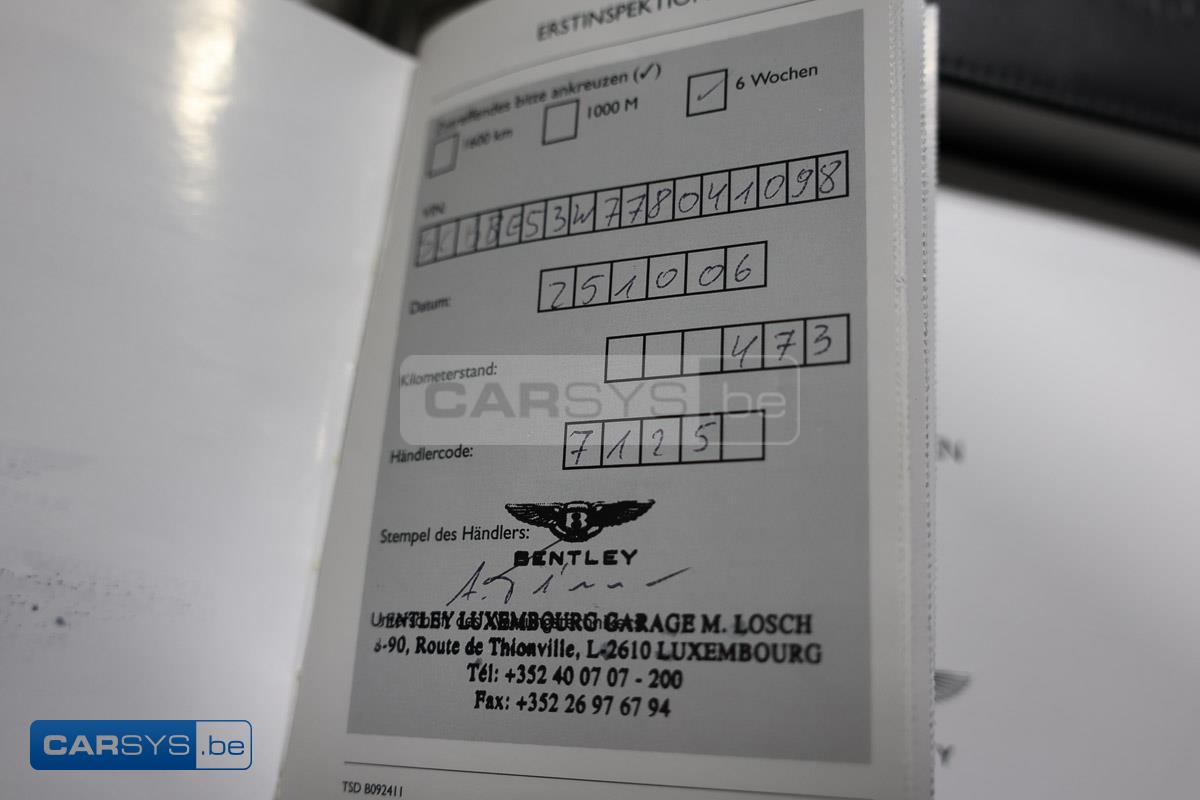 ERSTINSPEKTION
Zutreffendes bitte ankreuzen (✓)
1600 km
1000 M
6 Wochen
VIN:
SCBBE53W778041098
Datum:
251006
Kilometerstand:
473
CARSYS.be
Händlercode:
7125
Stempel des Händlers:
B
BENTLEY
ENTLEY LUXEMBOURG GARAGE M. LOSCH
8-90, Route de Thionville, L-2610 LUXEMBOURG
Tél: +352 40 07 07 - 200
Fax: +352 26 97 67 94
CARSYS.be
TSD B092411